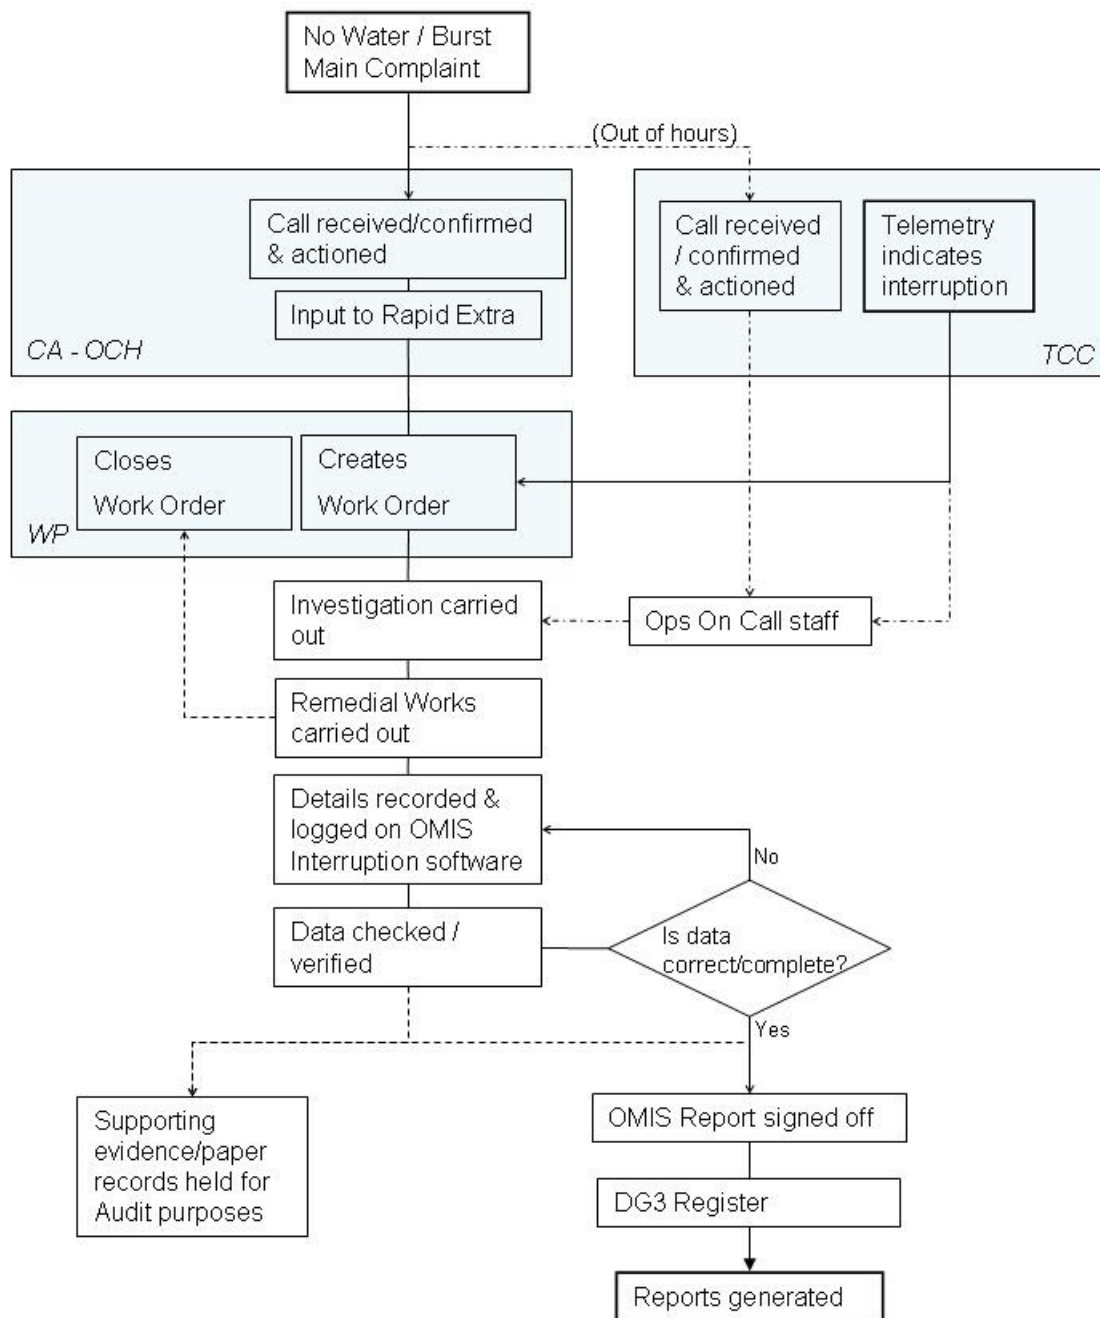 No Water / Burst
Main Complaint
(Out of hours)
Call received/confirmed
& actioned
Input to Rapid Extra
CA - OCH
Call received
/ confirmed
& actioned
Telemetry
indicates
interruption
TCC
Closes
Work Order
Creates
Work Order
WP
Investigation carried
out
Ops On Call staff
Remedial Works
carried out
Details recorded &
logged on OMIS
Interruption software
No
Data checked /
verified
Is data
correct/complete?
Yes
Supporting
evidence/paper
records held for
Audit purposes
OMIS Report signed off
DG3 Register
Reports generated